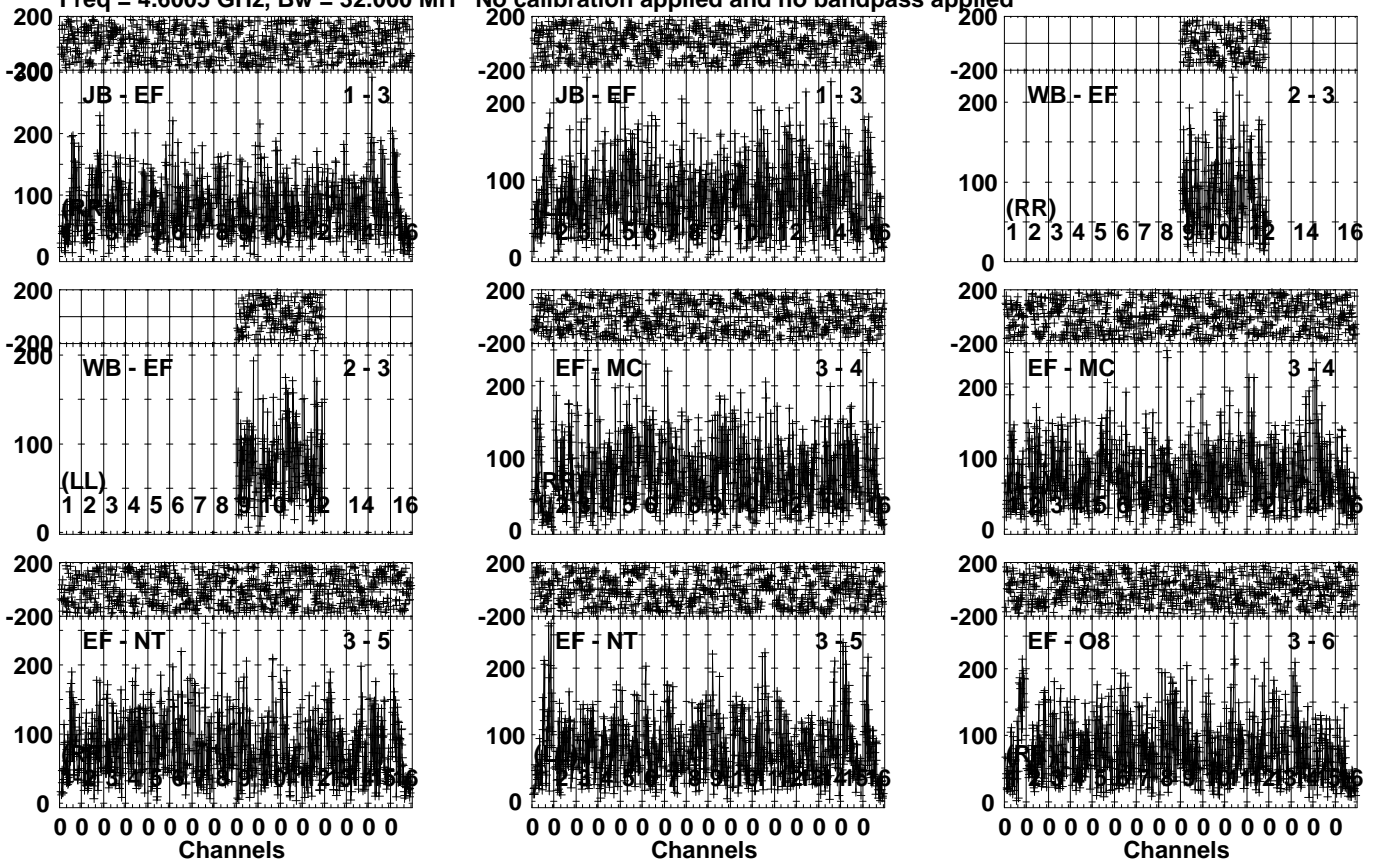 Freq = 4.6005 GHz, Bw = 32.000 MH No calibration applied and no bandpass applied
200 200 200
-200 -200 -200
300
JB - EF 1 - 3
JB - EF 1 - 3
WB - EF 2 - 3
200 200 200
100 100 100
(RR)
1 2 3 4 5 6 7 8 9 10 12 14 16
0 0 0
200 200 200
-200 -200 -200
200
WB - EF 2 - 3
EF - MC 3 - 4
EF - MC 3 - 4
200 200
100 100 100
(LL)
1 2 3 4 5 6 7 8 9 10 12 14 16
0 0 0
200 200 200
-200 -200 -200
EF - NT 3 - 5
EF - NT 3 - 5
EF - O8 3 - 6
200 200 200
100 100 100
0 0 0
0 0 0 0 0 0 0 0 0 0 0 0 0 0 0 0 0 0 0 0 0 0 0 0 0 0 0 0 0 0 0 0 0 0 0 0 0 0 0 0 0 0 0 0 0 0 0 0
Channels Channels Channels